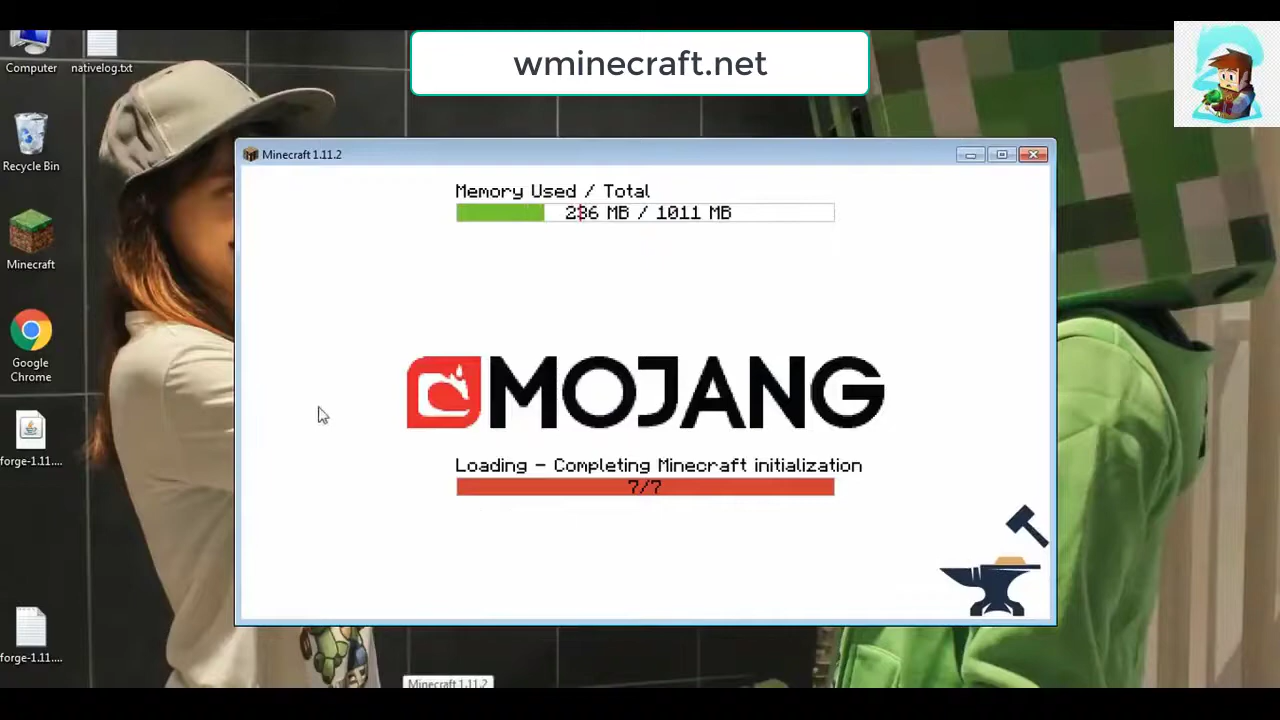 wminecraft.net
Computer
nativelog.txt
Recycle Bin
Minecraft
Google
Chrome
forge-1.11....
forge-1.11....
Minecraft 1.11.2
Memory Used / Total
236 MB / 1011 MB
MOJANG
Loading - Completing Minecraft initialization
7/7
Minecraft 1.11.2